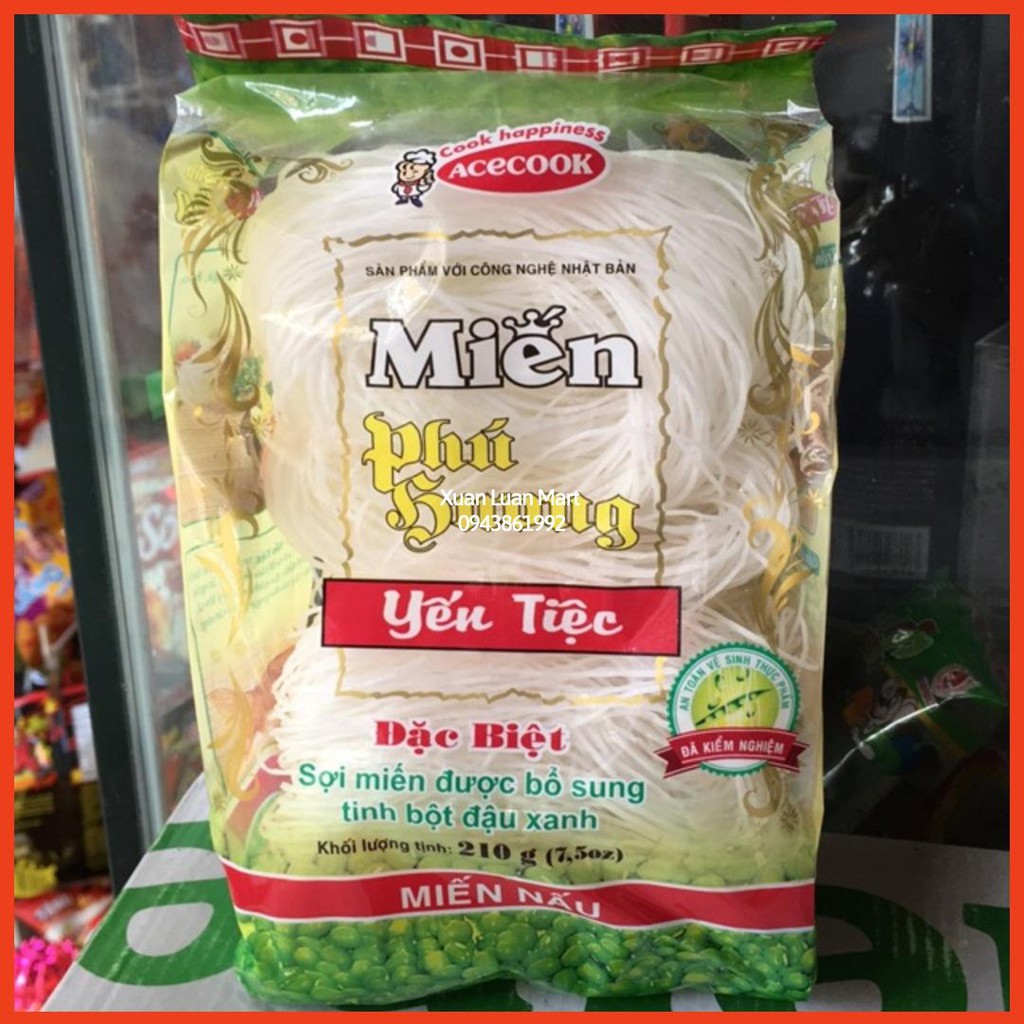 Cook happiness
ACECOOK
SẢN PHẨM VỚI CÔNG NGHỆ NHẬT BẢN
Miến
Phú
Hương
Xuan Luan Mart
0943861992
Yến Tiệc
AN TOÀN VỆ SINH THỰC PHẨM
ĐÃ KIỂM NGHIỆM
Đặc Biệt
Sợi miến được bổ sung
tinh bột đậu xanh
Khối lượng tịnh: 210 g (7,5oz)
MIẾN NẤU